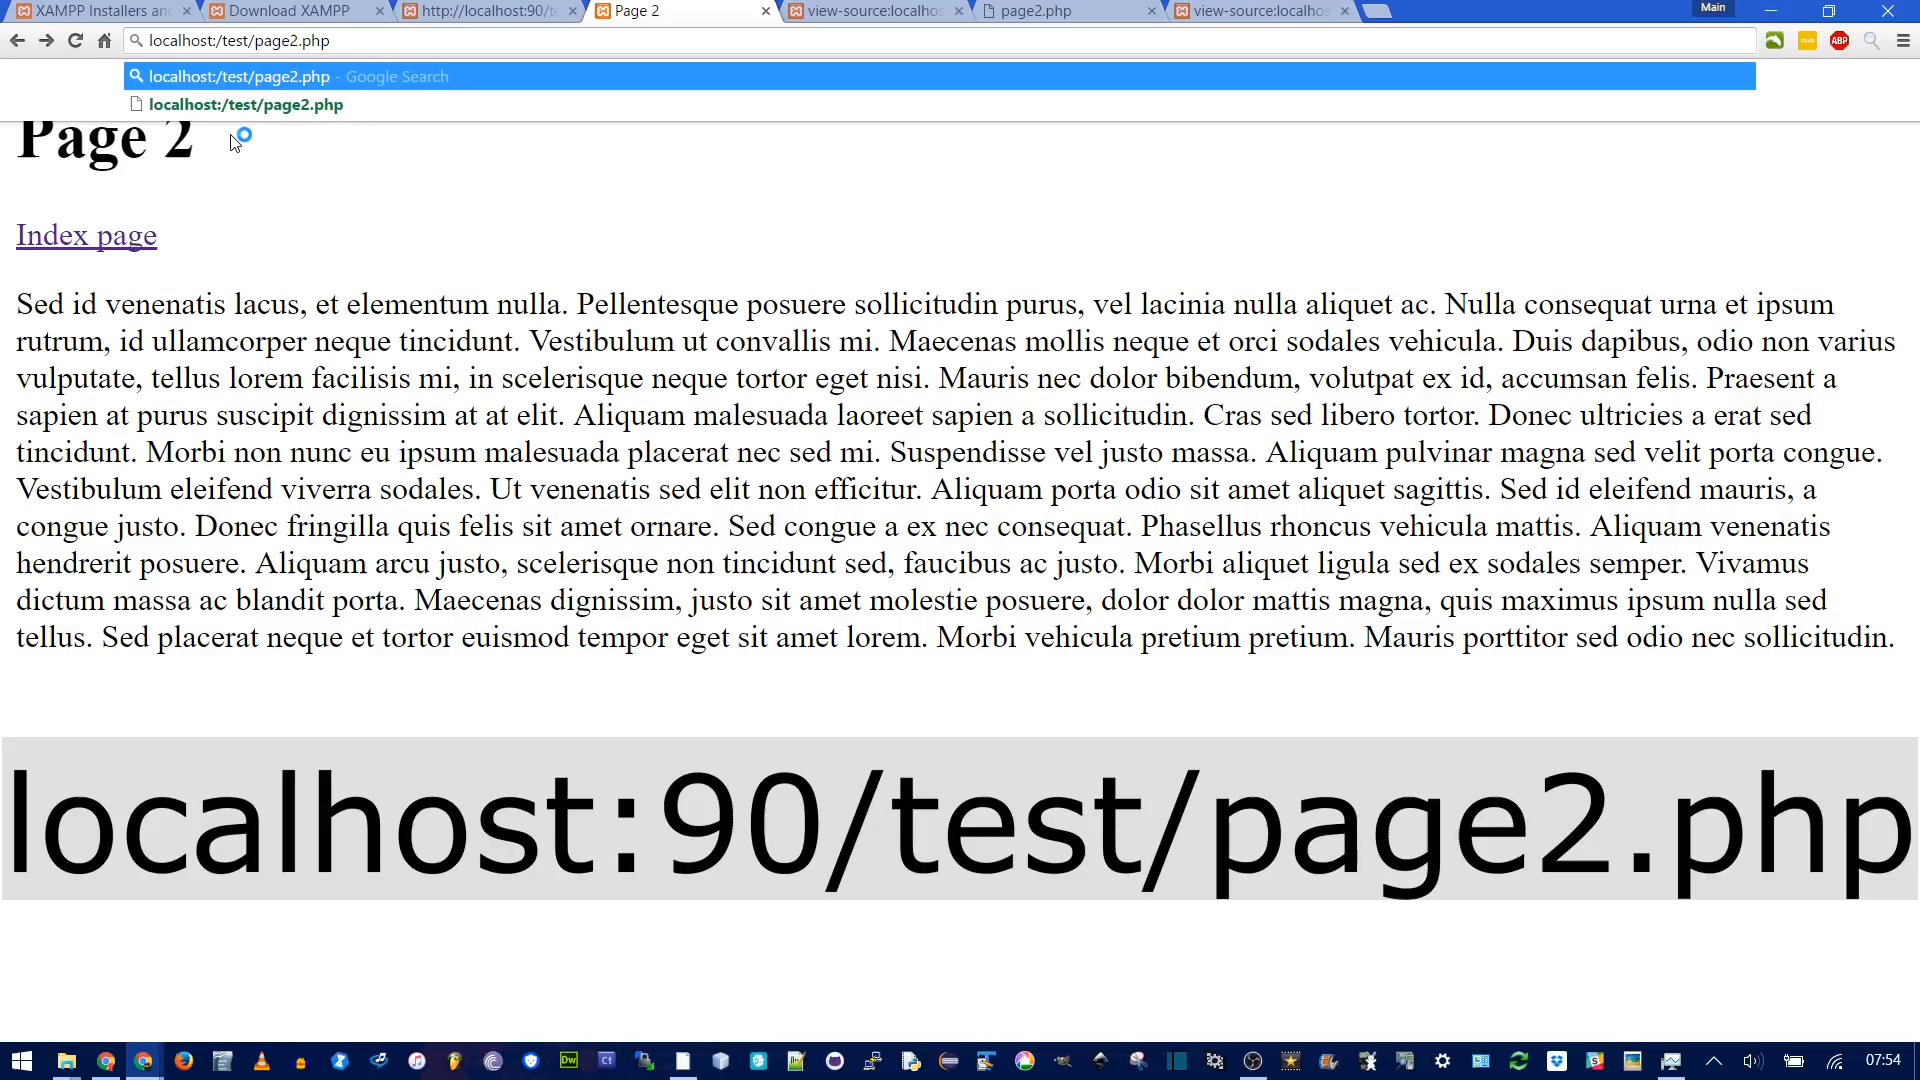 XAMPP Installers an
Download XAMPP
http://localhost:90/t
Page 2
view-source:localhos
page2.php
view-source:localhos
Main
localhost:/test/page2.php
ABP
localhost:/test/page2.php - Google Search
localhost:/test/page2.php
Page 2
Index page
Sed id venenatis lacus, et elementum nulla. Pellentesque posuere sollicitudin purus, vel lacinia nulla aliquet ac. Nulla consequat urna et ipsum
rutrum, id ullamcorper neque tincidunt. Vestibulum ut convallis mi. Maecenas mollis neque et orci sodales vehicula. Duis dapibus, odio non varius
vulputate, tellus lorem facilisis mi, in scelerisque neque tortor eget nisi. Mauris nec dolor bibendum, volutpat ex id, accumsan felis. Praesent a
sapien at purus suscipit dignissim at at elit. Aliquam malesuada laoreet sapien a sollicitudin. Cras sed libero tortor. Donec ultricies a erat sed
tincidunt. Morbi non nunc eu ipsum malesuada placerat nec sed mi. Suspendisse vel justo massa. Aliquam pulvinar magna sed velit porta congue.
Vestibulum eleifend viverra sodales. Ut venenatis sed elit non efficitur. Aliquam porta odio sit amet aliquet sagittis. Sed id eleifend mauris, a
congue justo. Donec fringilla quis felis sit amet ornare. Sed congue a ex nec consequat. Phasellus rhoncus vehicula mattis. Aliquam venenatis
hendrerit posuere. Aliquam arcu justo, scelerisque non tincidunt sed, faucibus ac justo. Morbi aliquet ligula sed ex sodales semper. Vivamus
dictum massa ac blandit porta. Maecenas dignissim, justo sit amet molestie posuere, dolor dolor mattis magna, quis maximus ipsum nulla sed
tellus. Sed placerat neque et tortor euismod tempor eget sit amet lorem. Morbi vehicula pretium pretium. Mauris porttitor sed odio nec sollicitudin.
localhost:90/test/page2.php
Dw
Ct
07:54